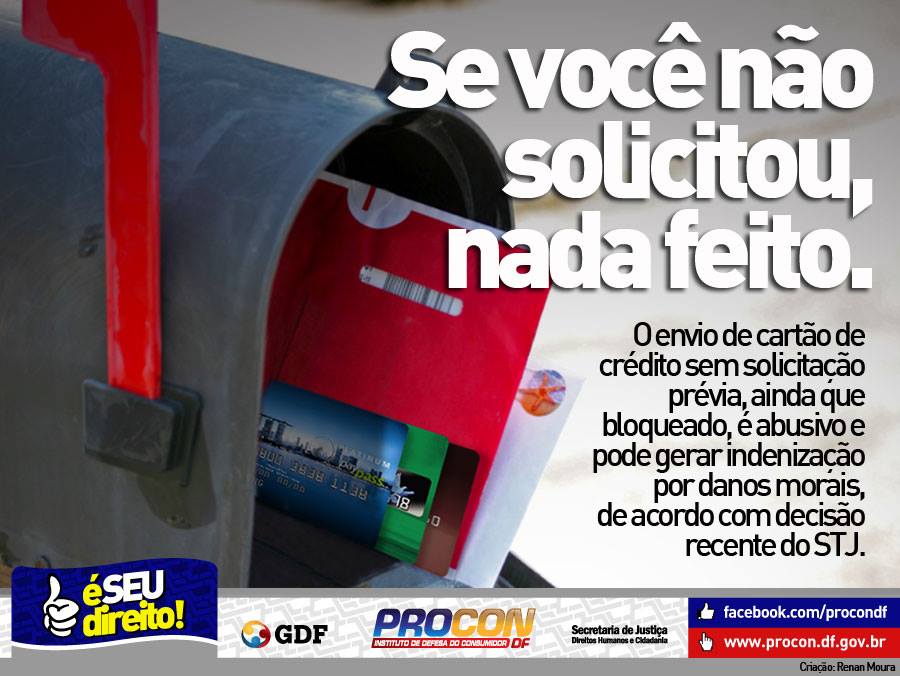 Se você não
solicitou,
nada feito.
O envio de cartão de
crédito sem solicitação
prévia, ainda que
bloqueado, é abusivo e
pode gerar indenização
por danos morais,
de acordo com decisão
recente do STJ.
PLATINUM
é SEU
direito!
GDF
PROCON
INSTITUTO DE DEFESA DO CONSUMIDOR DF
Secretaria de Justiça
Direitos Humanos e Cidadania
facebook.com/procondf
www.procon.df.gov.br
Criação: Renan Moura